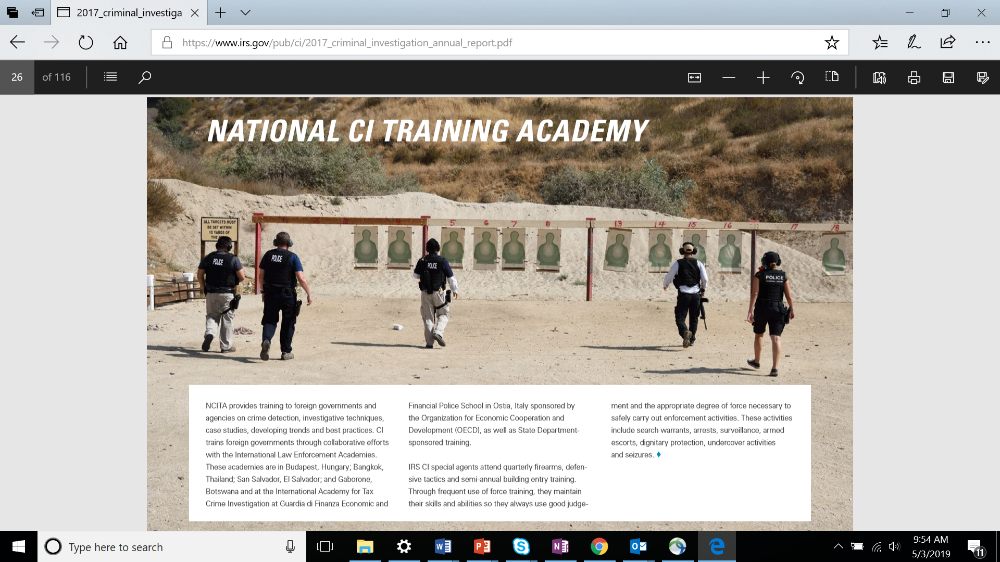 2017_criminal_investiga
https://www.irs.gov/pub/ci/2017_criminal_investigation_annual_report.pdf
26
of 116
NATIONAL CI TRAINING ACADEMY
ALL TARGETS MUST
BE SET WITHIN
10 YARDS OF
THE
5 6 7 8 13 14 15 16 17 18
POLICE
POLICE
POLICE
POLICE
FEDERAL AGENT
NCITA provides training to foreign governments and
agencies on crime detection, investigative techniques,
case studies, developing trends and best practices. CI
trains foreign governments through collaborative efforts
with the International Law Enforcement Academies.
These academies are in Budapest, Hungary; Bangkok,
Thailand; San Salvador, El Salvador; and Gaborone,
Botswana and at the International Academy for Tax
Crime Investigation at Guardia di Finanza Economic and
Financial Police School in Ostia, Italy sponsored by
the Organization for Economic Cooperation and
Development (OECD), as well as State Department-
sponsored training.
IRS CI special agents attend quarterly firearms, defen-
sive tactics and semi-annual building entry training.
Through frequent use of force training, they maintain
their skills and abilities so they always use good judge-
ment and the appropriate degree of force necessary to
safely carry out enforcement activities. These activities
include search warrants, arrests, surveillance, armed
escorts, dignitary protection, undercover activities
and seizures.
Type here to search
9:54 AM
5/3/2019
11